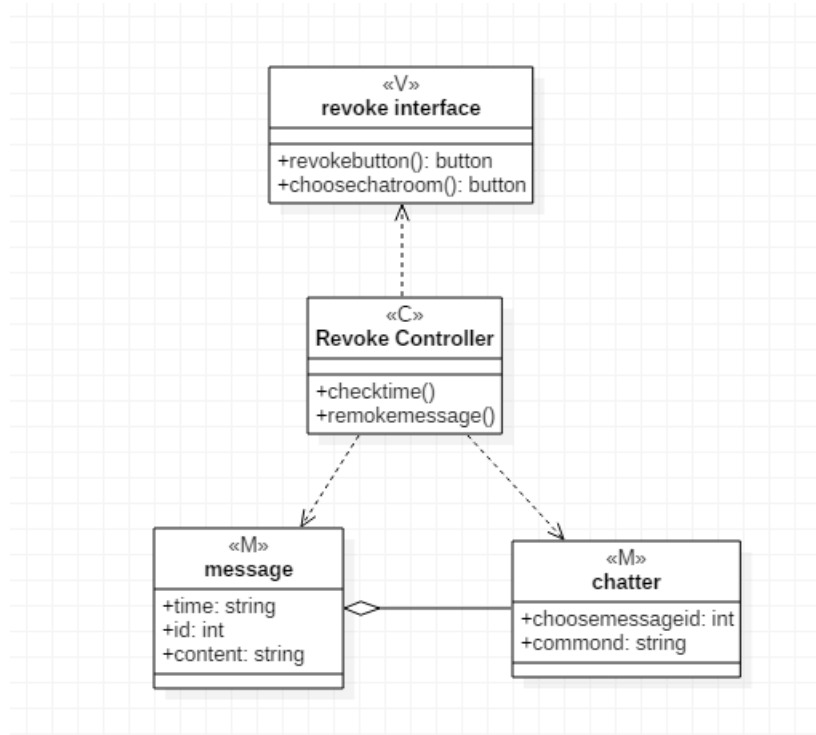 «V»
revoke interface
+revokebutton(): button
+choosechatroom(): button
«C»
Revoke Controller
+checktime()
+remokemessage()
«M»
message
+time: string
+id: int
+content: string
«M»
chatter
+choosemessageid: int
+commond: string